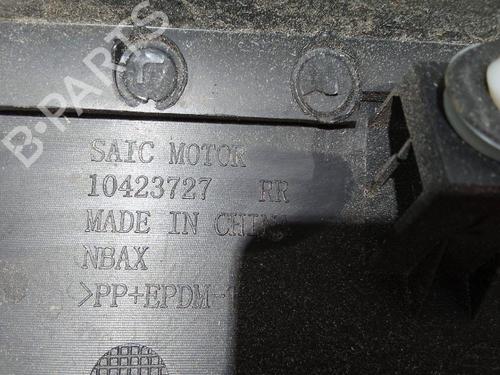 B-PARTS
SAIC MOTOR
10423727 RR
MADE IN CHINA
NBAX
>PP+EPDM-